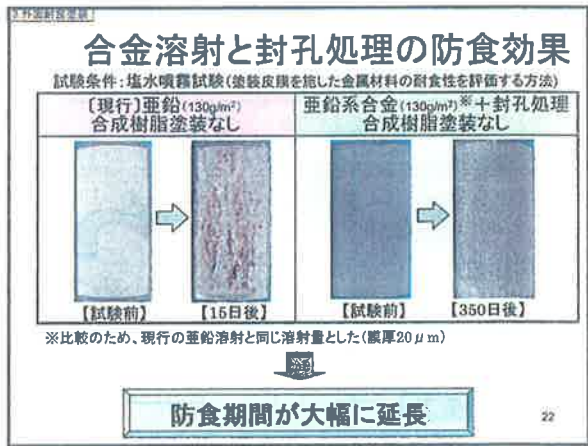 3.外面耐食塗装
合金溶射と封孔処理の防食効果
試験条件：塩水噴霧試験(塗装皮膜を施した金属材料の耐食性を評価する方法)
〔現行〕亜鉛(130g/m²)
合成樹脂塗装なし
亜鉛系合金(130g/m²)※＋封孔処理
合成樹脂塗装なし
【試験前】
【15日後】
【試験前】
【350日後】
※比較のため、現行の亜鉛溶射と同じ溶射量とした(膜厚20μm)
防食期間が大幅に延長
22